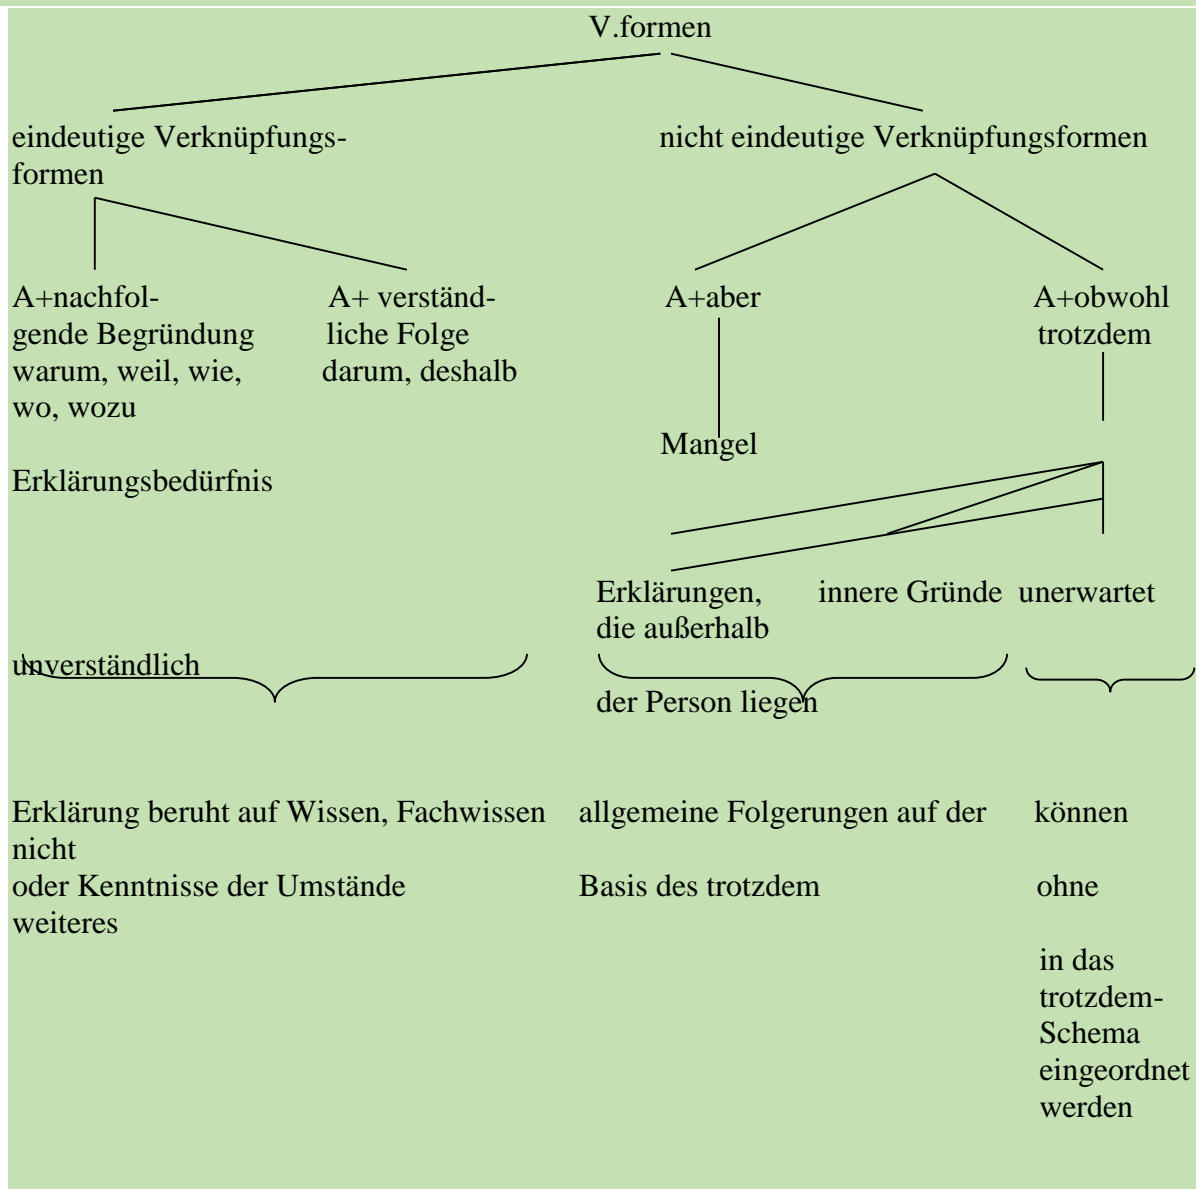 V.formen
eindeutige Verknüpfungs-
formen
nicht eindeutige Verknüpfungsformen
A+nachfol-
gende Begründung
warum, weil, wie,
wo, wozu
A+ verständ-
liche Folge
darum, deshalb
A+aber
A+obwohl
trotzdem
Mangel
Erklärungsbedürfnis
Erklärungen,
die außerhalb
innere Gründe
unerwartet
unverständlich
der Person liegen
Erklärung beruht auf Wissen, Fachwissen
allgemeine Folgerungen auf der
können
nicht
oder Kenntnisse der Umstände
Basis des trotzdem
ohne
weiteres
in das
trotzdem-
Schema
eingeordnet
werden